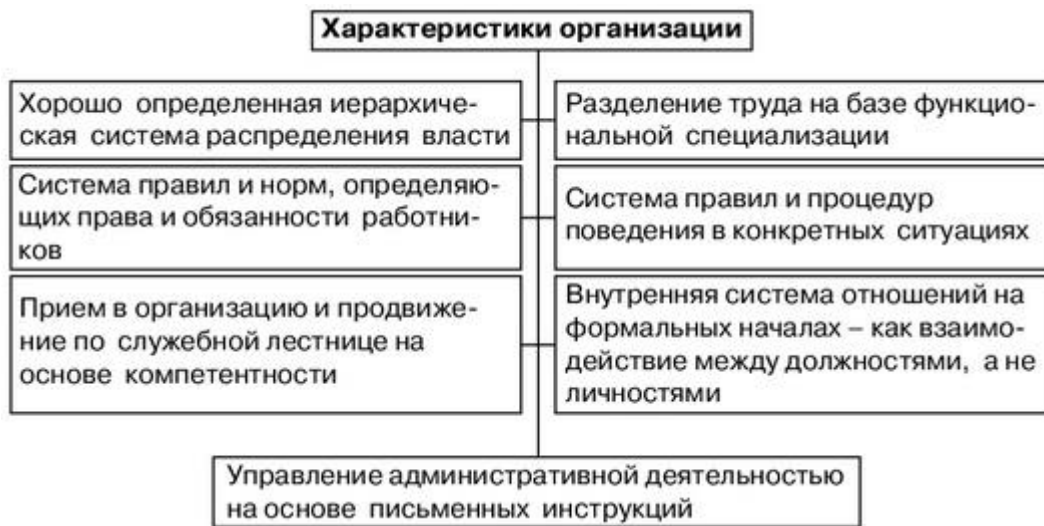 Характеристики организации
Хорошо определенная иерархиче-
ская система распределения власти
Разделение труда на базе функцио-
нальной специализации
Система правил и норм, определяю-
щих права и обязанности работни-
ков
Система правил и процедур
поведения в конкретных ситуациях
Прием в организацию и продвиже-
ние по служебной лестнице на
основе компетентности
Внутренняя система отношений на
формальных началах – как взаимо-
действие между должностями, а не
личностями
Управление административной деятельностью
на основе письменных инструкций